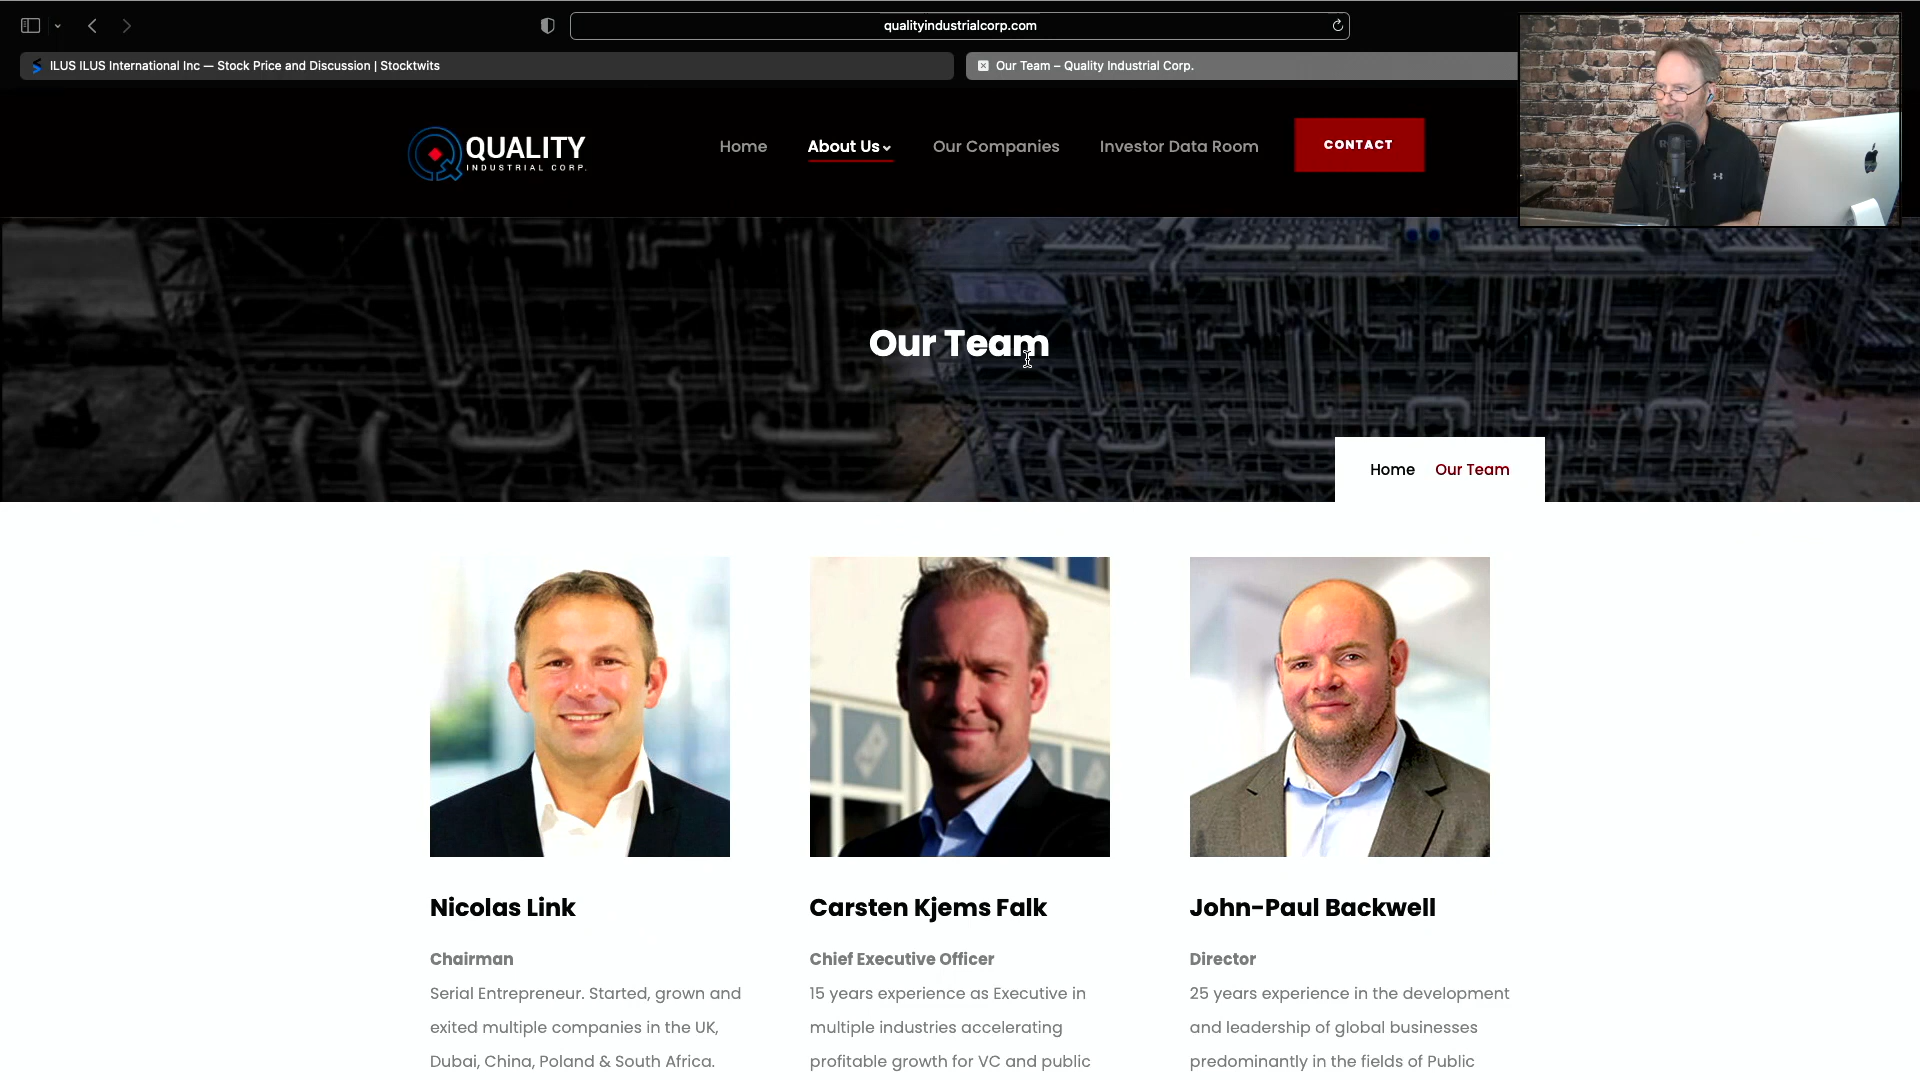 qualityindustrialcorp.com
ILUS ILUS International Inc — Stock Price and Discussion | Stocktwits
Our Team – Quality Industrial Corp.
QUALITY
INDUSTRIAL CORP.
Home
About Us
Our Companies
Investor Data Room
CONTACT
Our Team
Home Our Team
Nicolas Link
Chairman
Serial Entrepreneur. Started, grown and
exited multiple companies in the UK,
Dubai, China, Poland & South Africa.
Carsten Kjems Falk
Chief Executive Officer
15 years experience as Executive in
multiple industries accelerating
profitable growth for VC and public
John-Paul Backwell
Director
25 years experience in the development
and leadership of global businesses
predominantly in the fields of Public